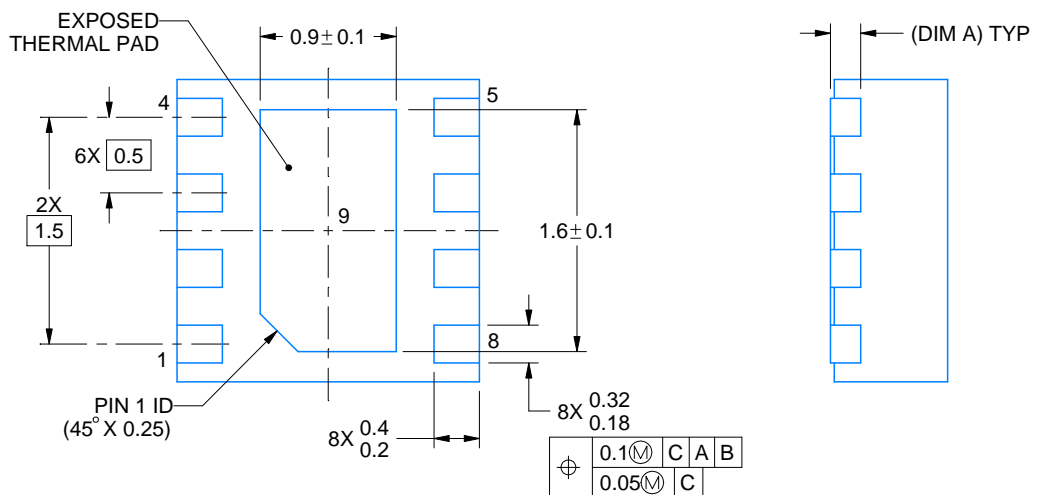 EXPOSED
THERMAL PAD
0.9± 0.1
(DIM A) TYP
4
5
6X 0.5
2X
1.5
9
1.6± 0.1
1
8
PIN 1 ID
(45° X 0.25)
8X 0.4
0.2
8X 0.32
0.18
0.1Ⓜ C A B
0.05Ⓜ C